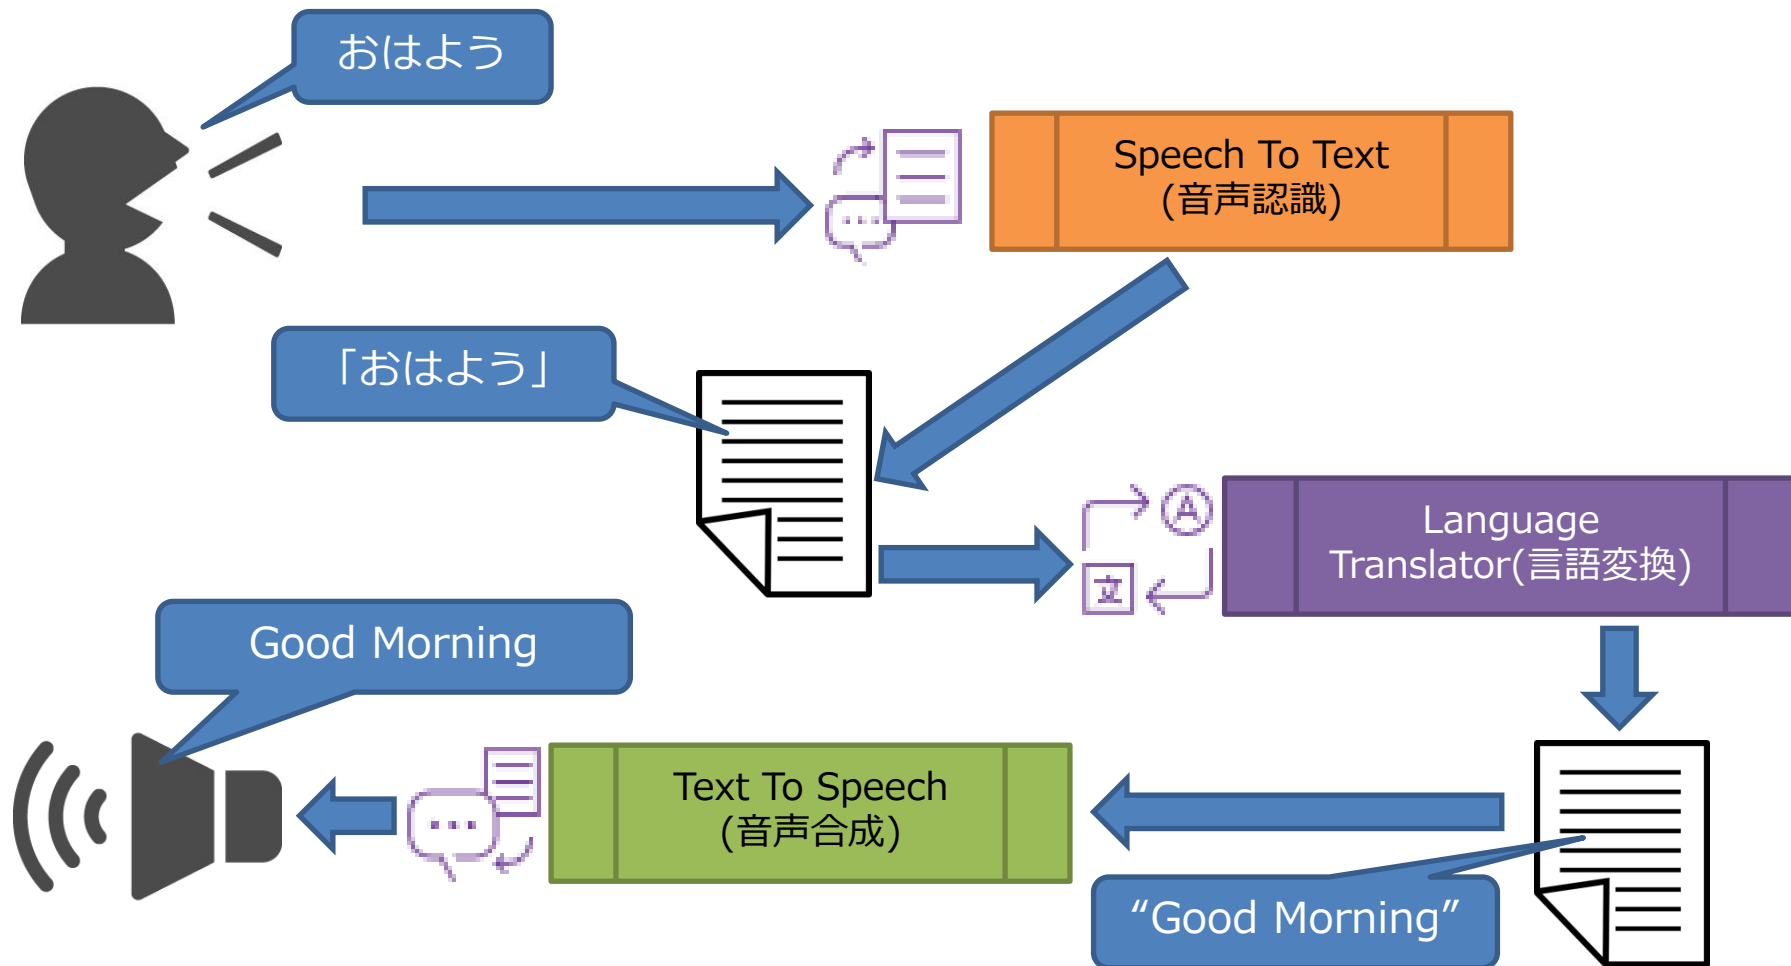 おはよう
Speech To Text
(音声認識)
「おはよう」
Language
Translator(言語変換)
Good Morning
Text To Speech
(音声合成)
“Good Morning”
A
文